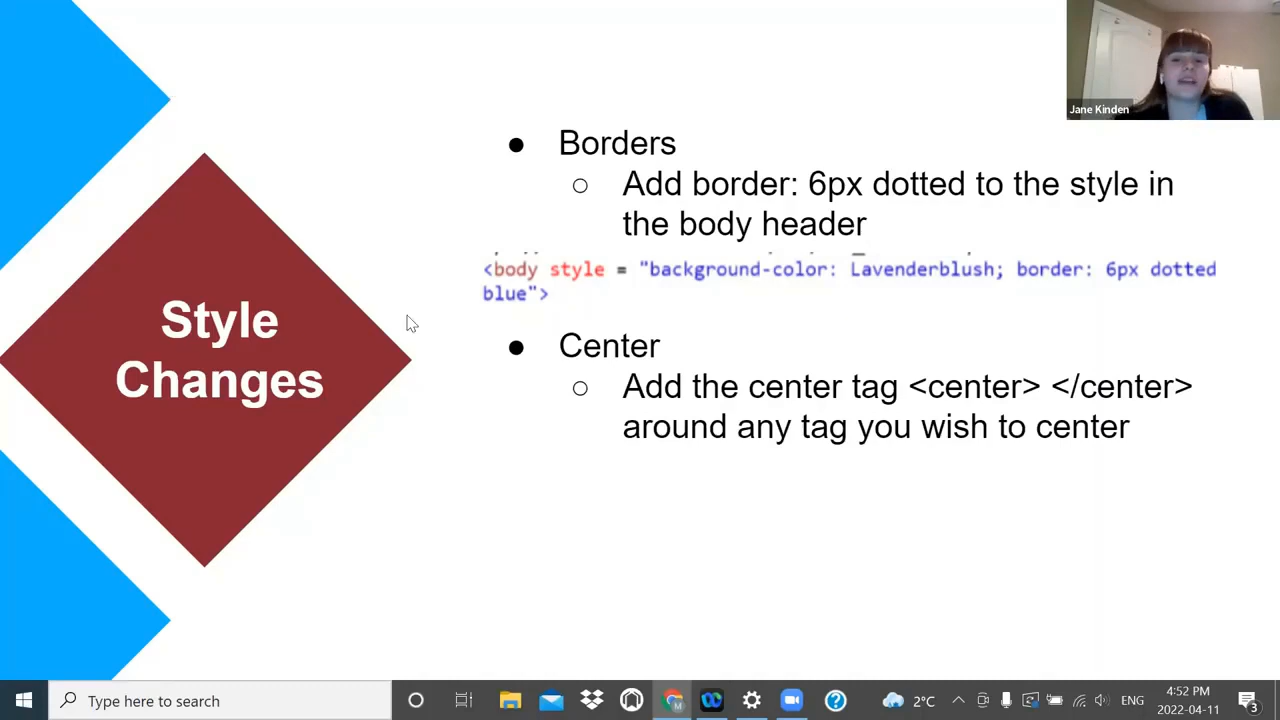 Jane Kinden
Style
Changes
● Borders
○ Add border: 6px dotted to the style in
the body header
<body style = "background-color: Lavenderblush; border: 6px dotted
blue">
● Center
○ Add the center tag <center> </center>
around any tag you wish to center
Type here to search
2°C
ENG
4:52 PM
2022-04-11
3